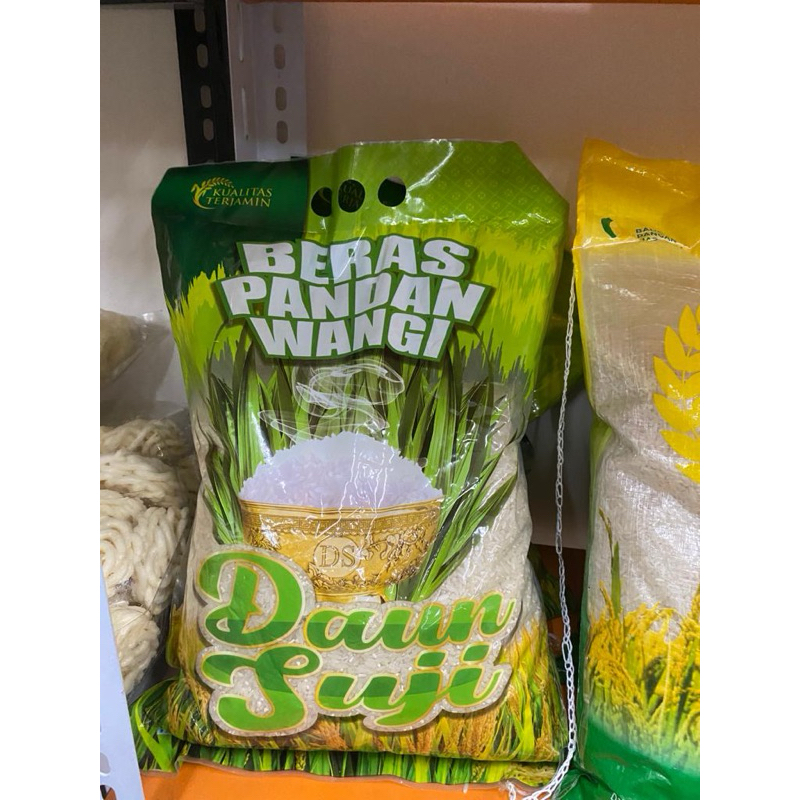 KUALITAS
TERJAMIN
BERAS
PANDAN
WANGI
DS
Daun
Suji